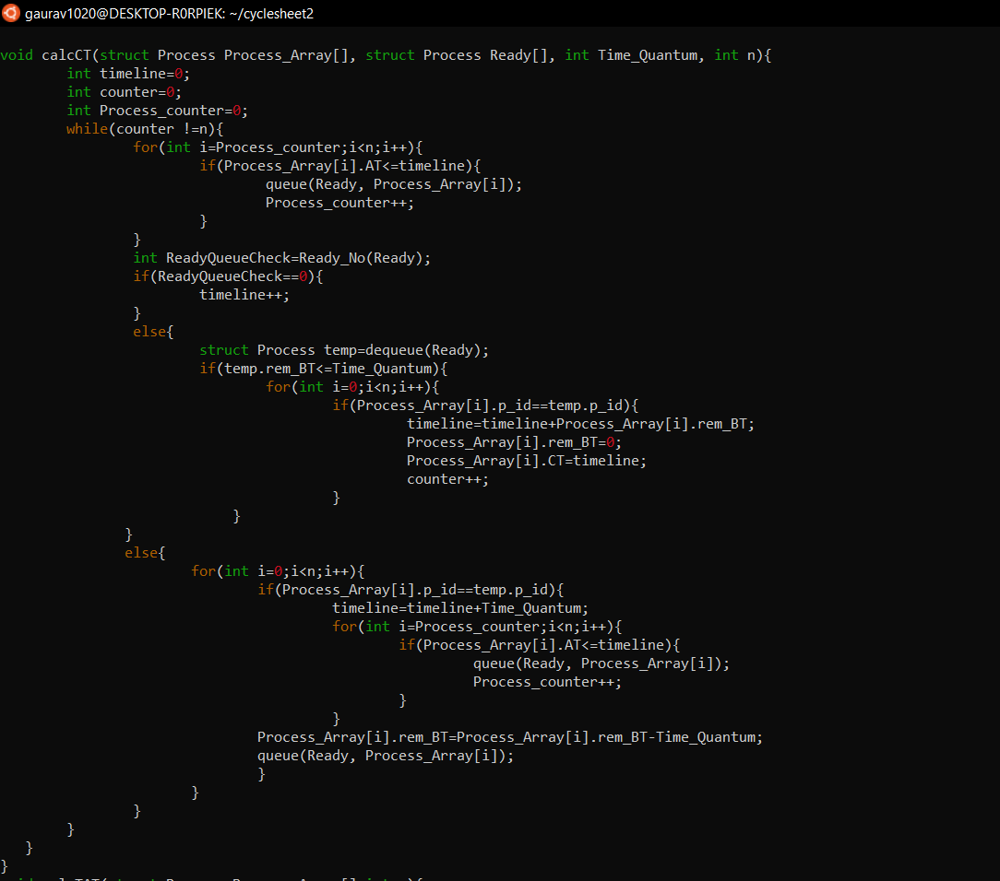 gaurav1020@DESKTOP-R0RPIEK: ~/cyclesheet2
void calcCT(struct Process Process_Array[], struct Process Ready[], int Time_Quantum, int n){
int timeline=0;
int counter=0;
int Process_counter=0;
while(counter !=n){
for(int i=Process_counter;i<n;i++){
if(Process_Array[i].AT<=timeline){
queue(Ready, Process_Array[i]);
Process_counter++;
}
}
int ReadyQueueCheck=Ready_No(Ready);
if(ReadyQueueCheck==0){
timeline++;
}
else{
struct Process temp=dequeue(Ready);
if(temp.rem_BT<=Time_Quantum){
for(int i=0;i<n;i++){
if(Process_Array[i].p_id==temp.p_id){
timeline=timeline+Process_Array[i].rem_BT;
Process_Array[i].rem_BT=0;
Process_Array[i].CT=timeline;
counter++;
}
}
}
else{
for(int i=0;i<n;i++){
if(Process_Array[i].p_id==temp.p_id){
timeline=timeline+Time_Quantum;
for(int i=Process_counter;i<n;i++){
if(Process_Array[i].AT<=timeline){
queue(Ready, Process_Array[i]);
Process_counter++;
}
}
Process_Array[i].rem_BT=Process_Array[i].rem_BT-Time_Quantum;
queue(Ready, Process_Array[i]);
}
}
}
}
}
}